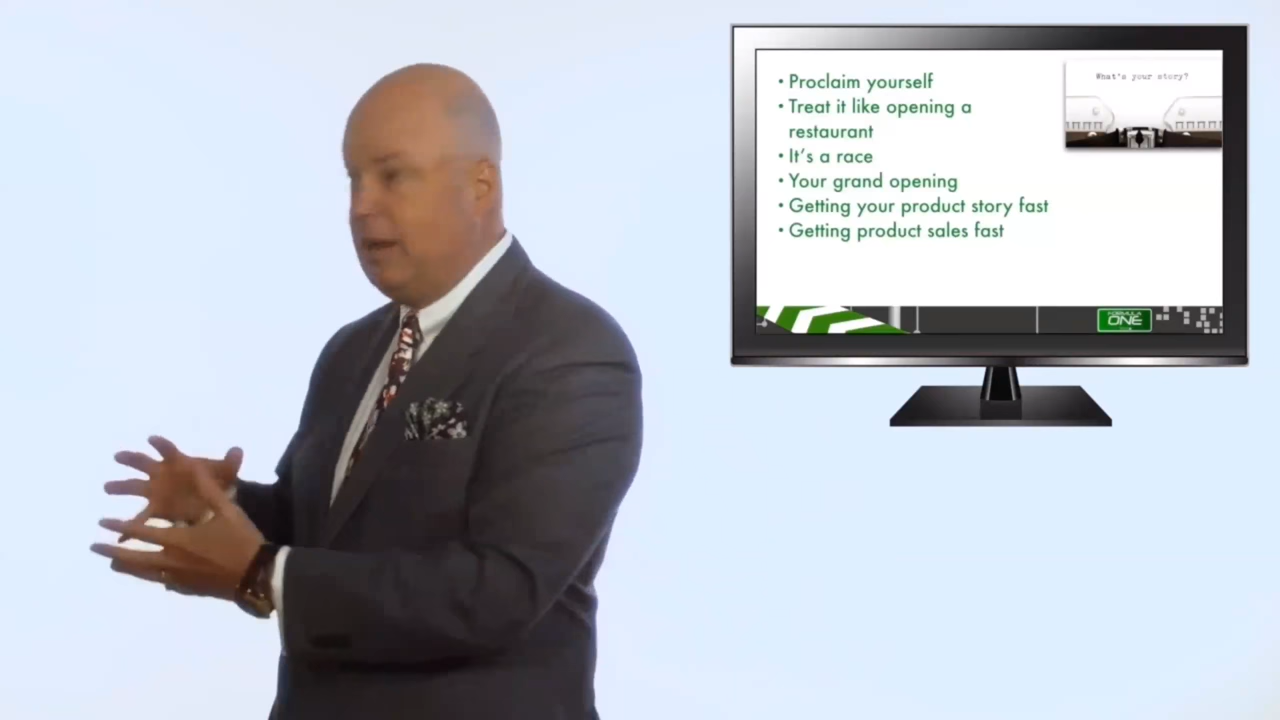 • Proclaim yourself
• Treat it like opening a
restaurant
• It's a race
• Your grand opening
• Getting your product story fast
• Getting product sales fast
What's your story?
FORMULA
ONE